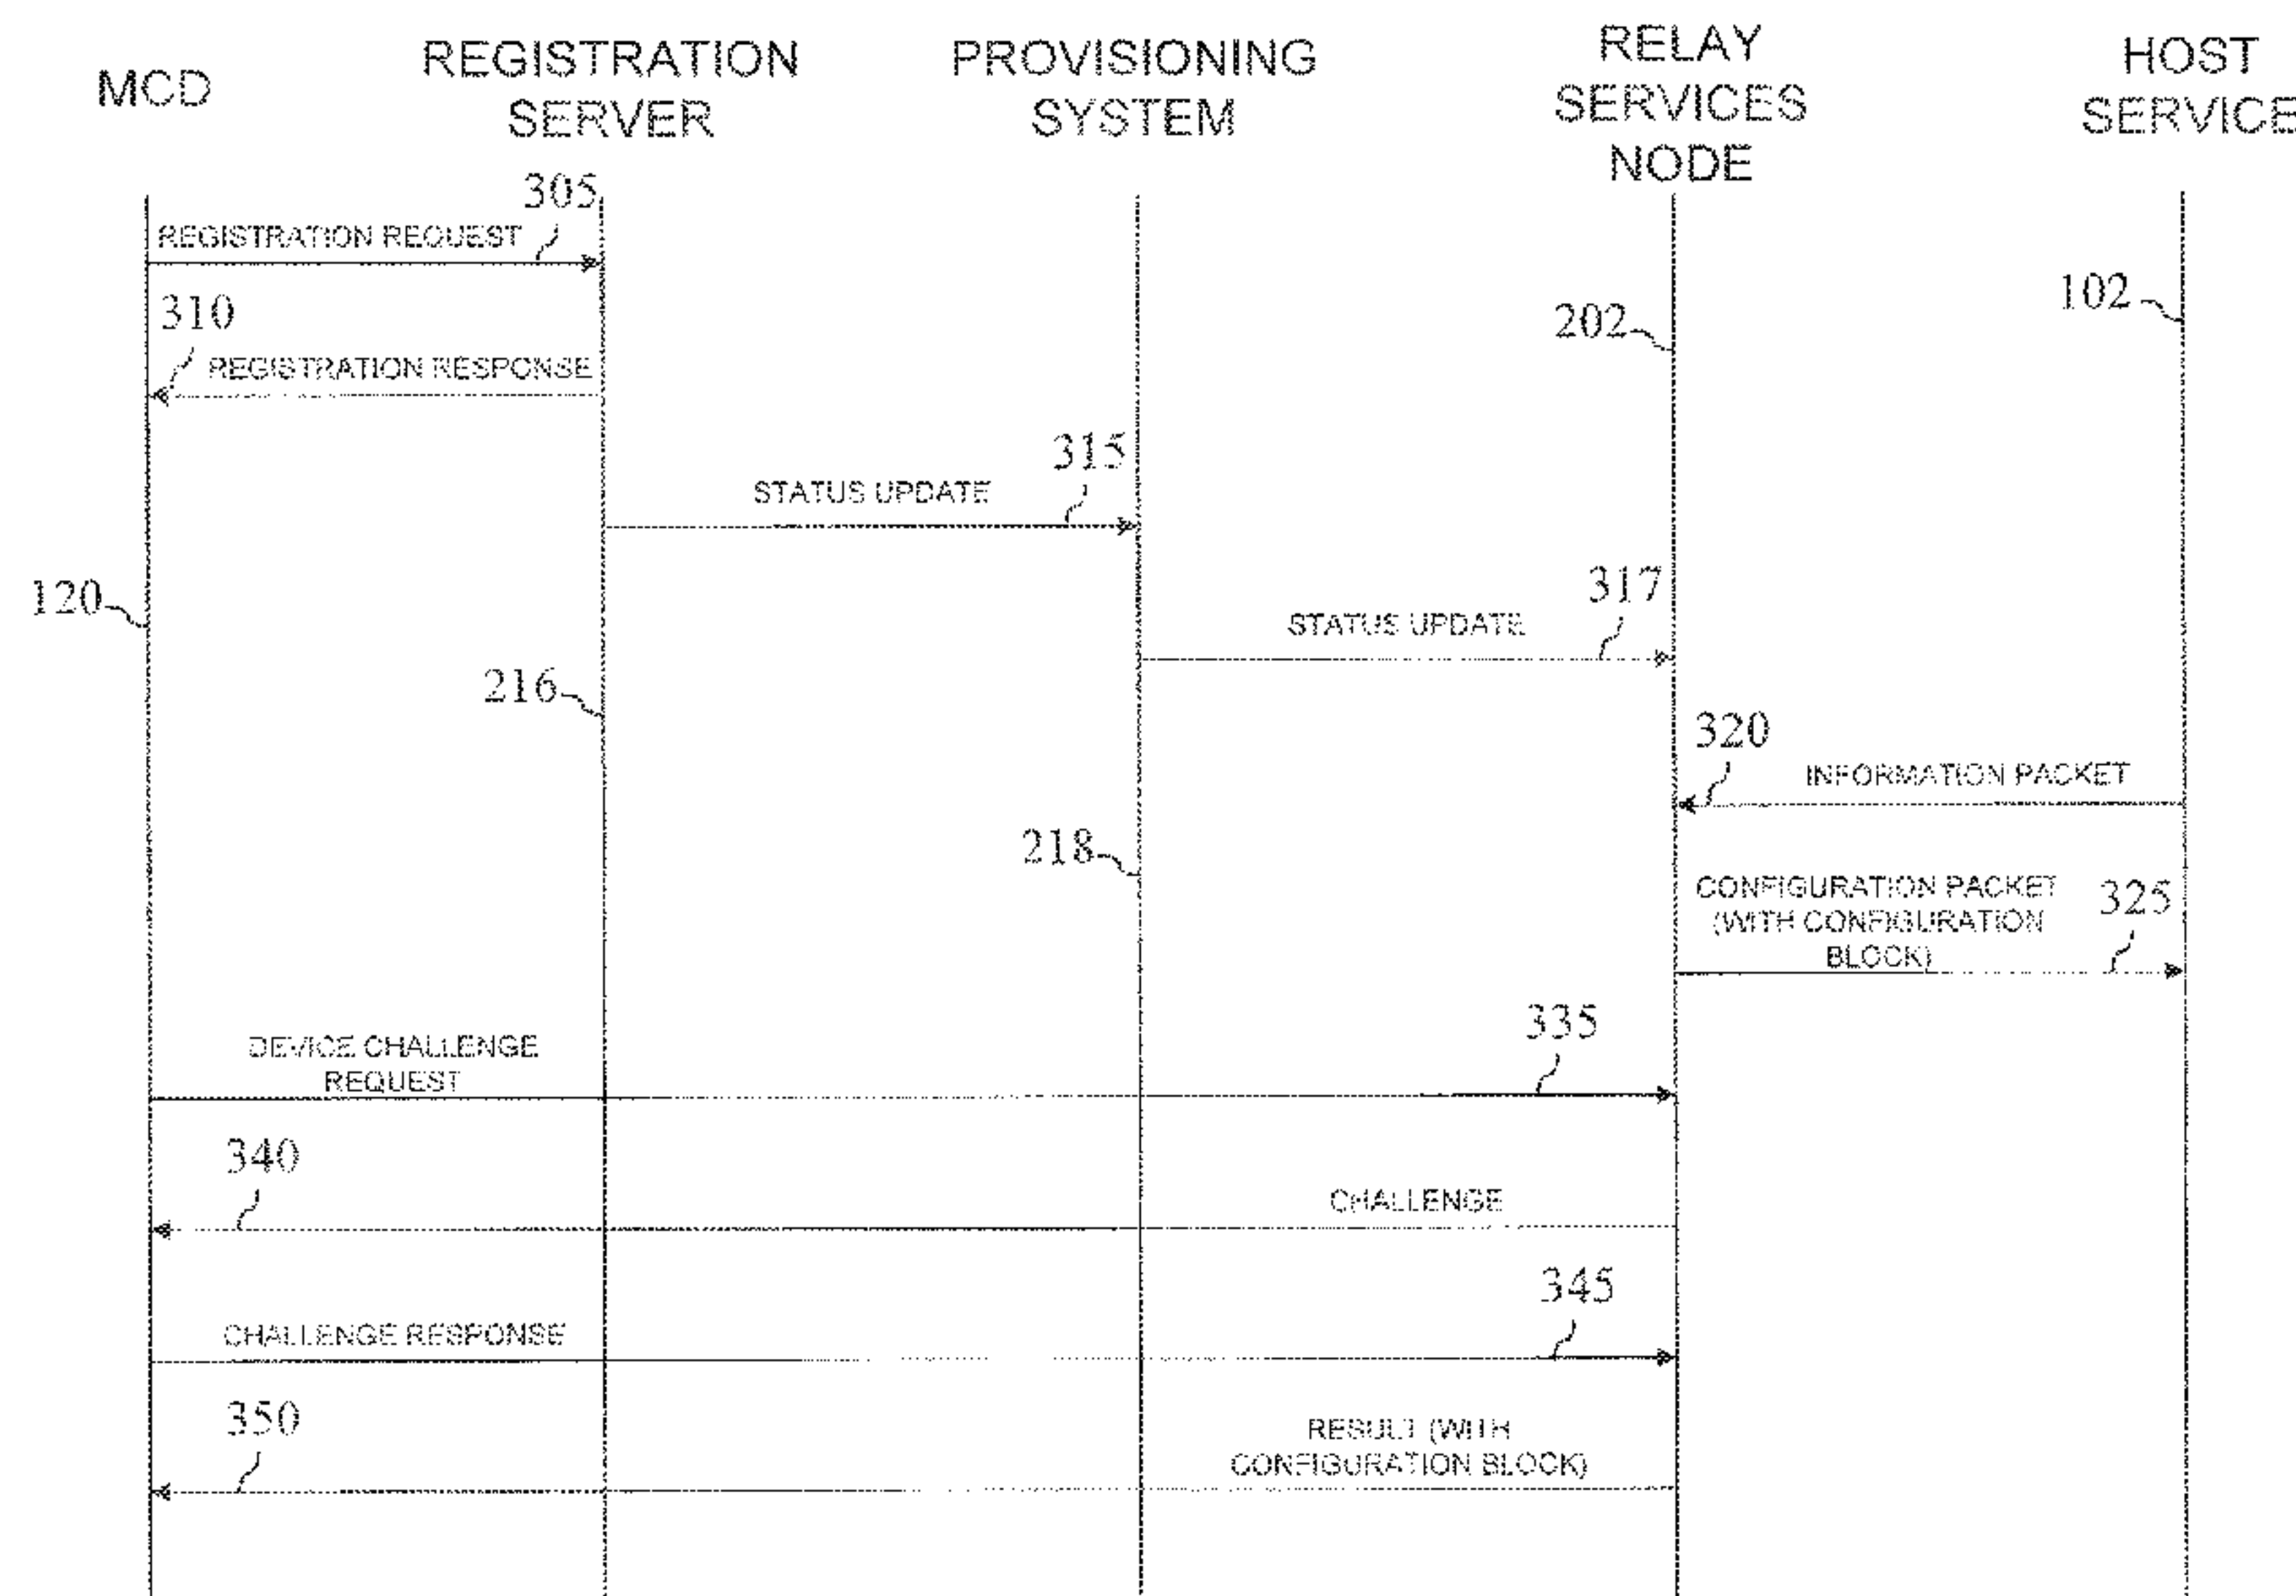 MCD
REGISTRATION
SERVER
PROVISIONING
SYSTEM
RELAY
SERVICES
NODE
HOST
SERVICE
305
REGISTRATION REQUEST
310
REGISTRATION RESPONSE
202
102
315
STATUS UPDATE
120
317
STATUS UPDATE
216
320
INFORMATION PACKET
218
CONFIGURATION PACKET
(WITH CONFIGURATION
BLOCK)
325
DEVICE CHALLENGE
REQUEST
335
340
CHALLENGE
345
CHALLENGE RESPONSE
350
RESULT (WITH
CONFIGURATION BLOCK)